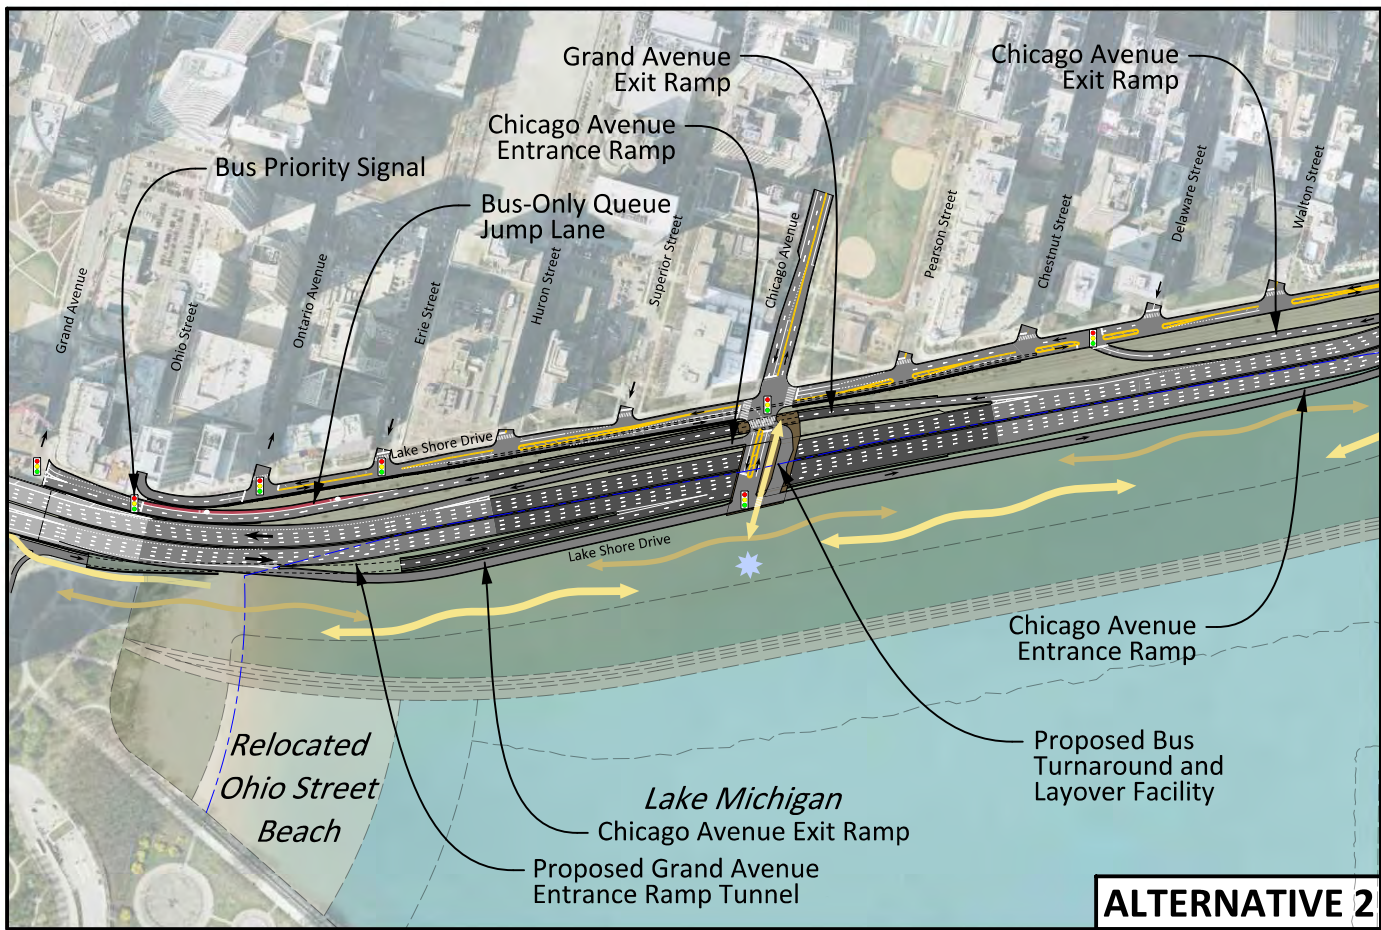 Grand Avenue
Exit Ramp
Chicago Avenue
Exit Ramp
Chicago Avenue
Entrance Ramp
Bus Priority Signal
Bus-Only Queue
Jump Lane
Grand Avenue
Ohio Street
Ontario Avenue
Erie Street
Huron Street
Superior Street
Chicago Avenue
Pearson Street
Chestnut Street
Delaware Street
Walton Street
Lake Shore Drive
Lake Shore Drive
Chicago Avenue
Entrance Ramp
Relocated
Ohio Street
Beach
Lake Michigan
Proposed Bus
Turnaround and
Layover Facility
Chicago Avenue Exit Ramp
Proposed Grand Avenue
Entrance Ramp Tunnel
ALTERNATIVE 2